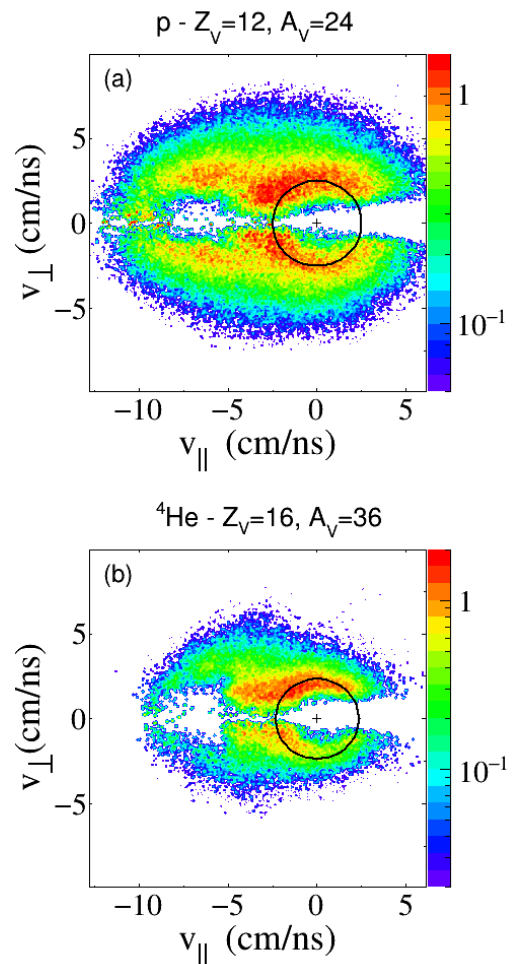 p - Z_V=12, A_V=24
(a)
1
10⁻¹
5
0
−5
v_⊥ (cm/ns)
−10 −5 0 5
v_|| (cm/ns)
⁴He - Z_V=16, A_V=36
(b)
1
10⁻¹
5
0
−5
v_⊥ (cm/ns)
−10 −5 0 5
v_|| (cm/ns)